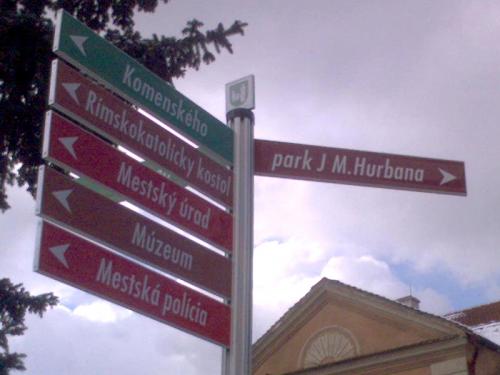 Komenského
Rímskokatolícky kostol
Mestský úrad
Múzeum
Mestská polícia
park J M.Hurbana